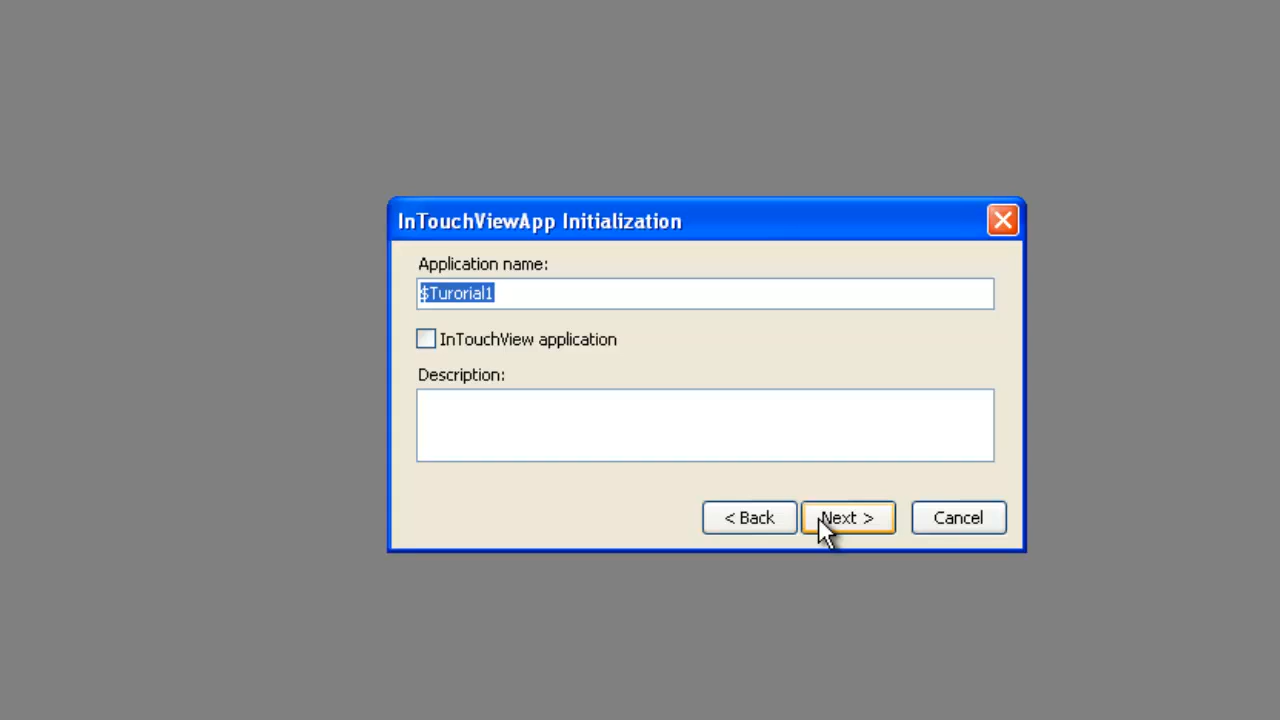 InTouchViewApp Initialization
Application name:
$Turorial1
InTouchView application
Description:
< Back Next > Cancel